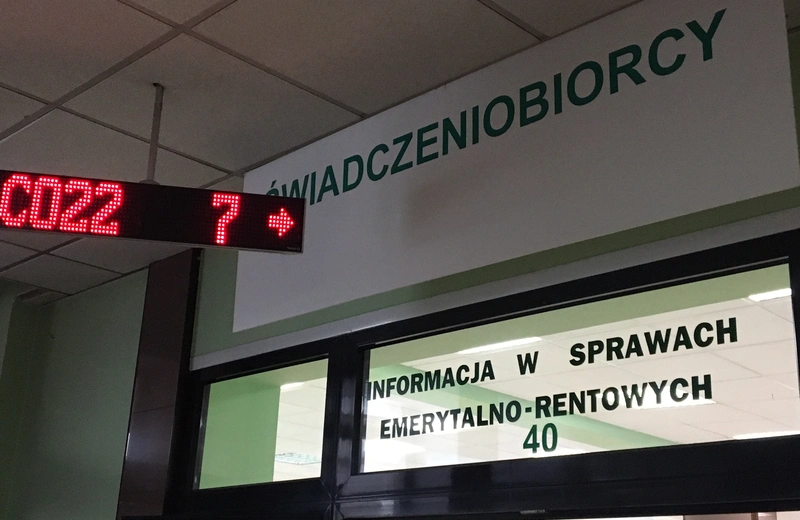 ŚWIADCZENIOBIORCY
C022 7 →
INFORMACJA W SPRAWACH
EMERYTALNO-RENTOWYCH
40